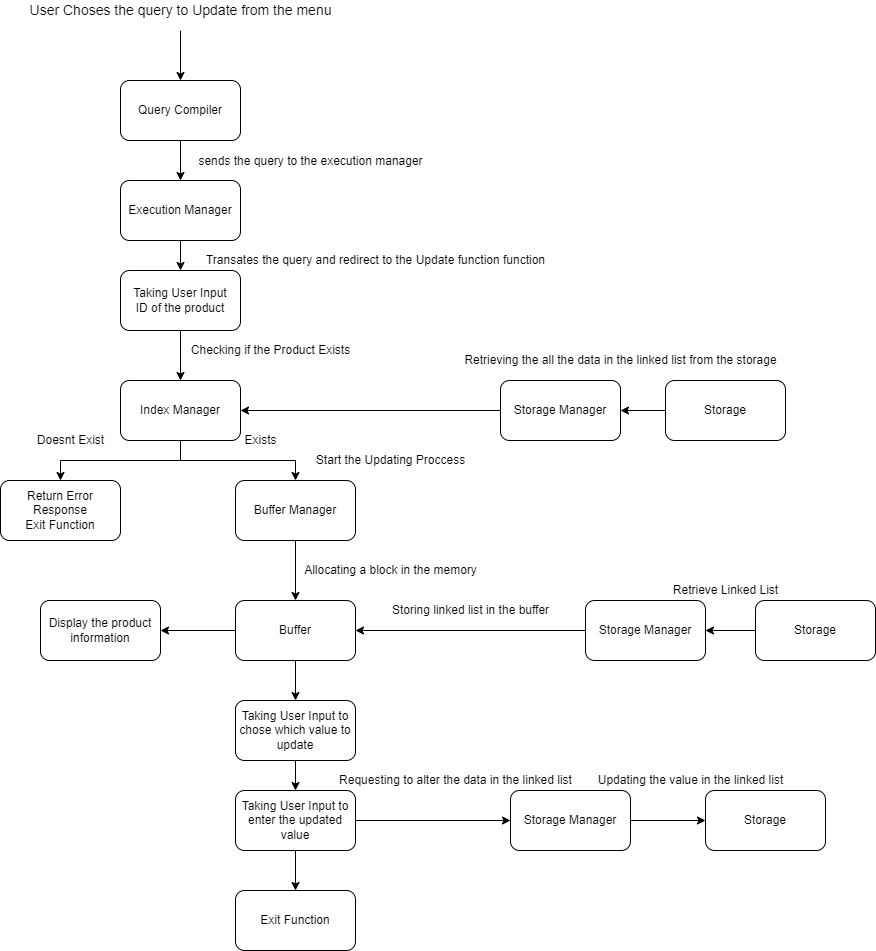 User Choses the query to Update from the menu
Query Compiler
sends the query to the execution manager
Execution Manager
Transates the query and redirect to the Update function function
Taking User Input
ID of the product
Checking if the Product Exists
Retrieving the all the data in the linked list from the storage
Index Manager
Storage Manager
Storage
Doesnt Exist
Exists
Start the Updating Proccess
Return Error
Response
Exit Function
Buffer Manager
Allocating a block in the memory
Retrieve Linked List
Storing linked list in the buffer
Display the product
information
Buffer
Storage Manager
Storage
Taking User Input to
chose which value to
update
Requesting to alter the data in the linked list
Updating the value in the linked list
Taking User Input to
enter the updated
value
Storage Manager
Storage
Exit Function